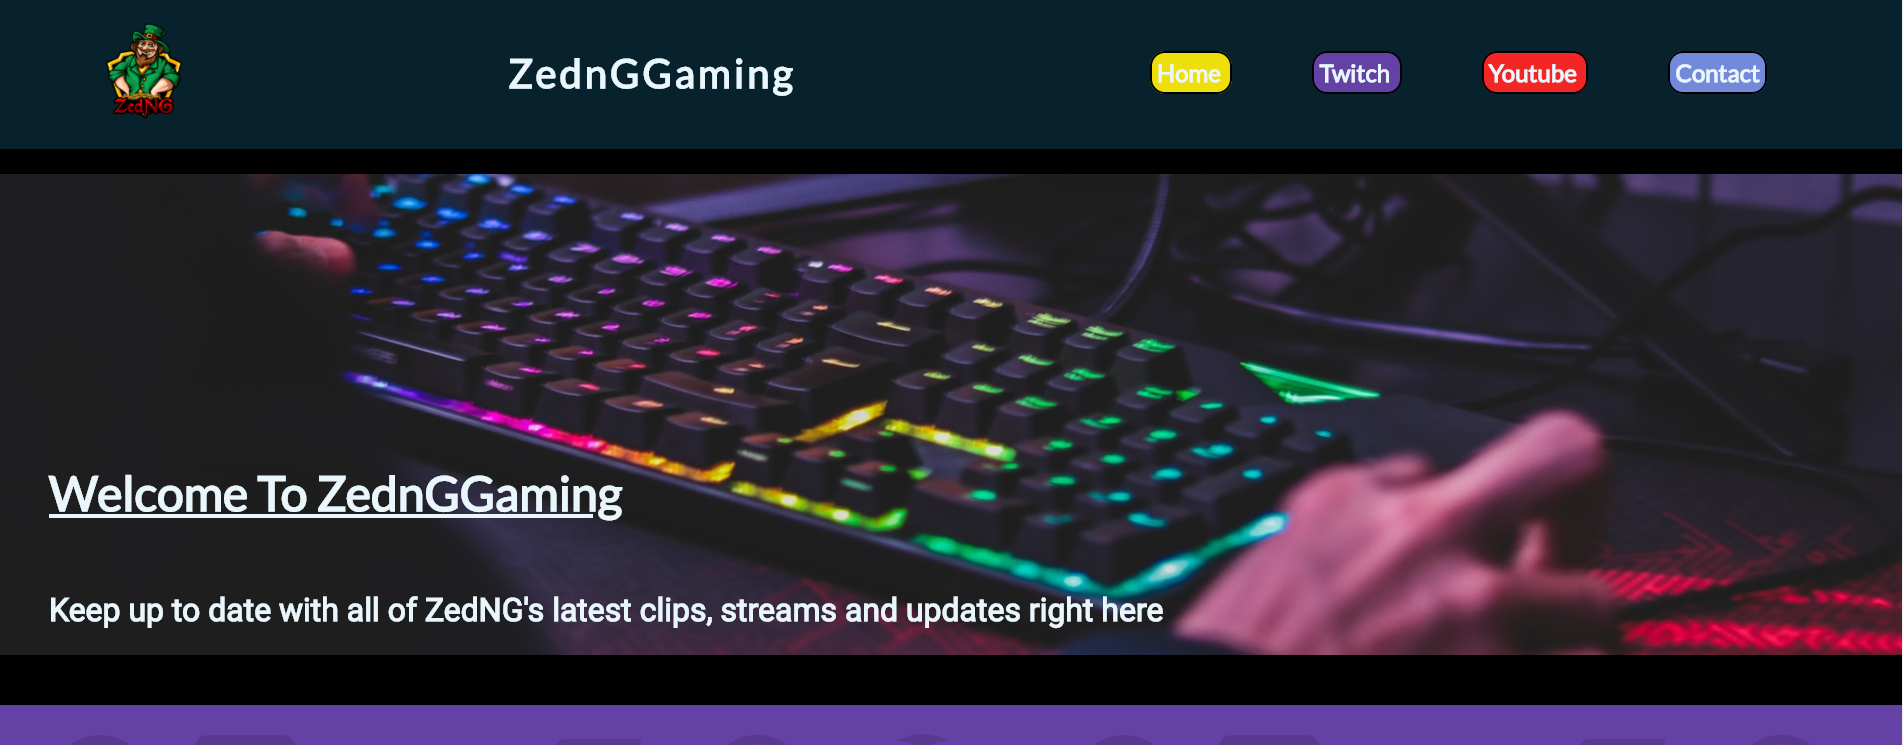 ZedNG
ZednGGaming
Home
Twitch
Youtube
Contact
Welcome To ZednGGaming
Keep up to date with all of ZedNG's latest clips, streams and updates right here